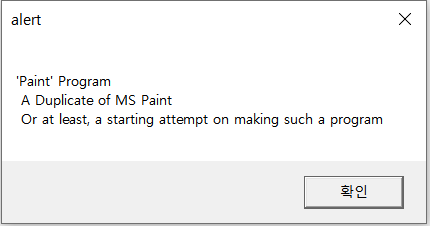 alert
'Paint' Program
A Duplicate of MS Paint
Or at least, a starting attempt on making such a program
확인